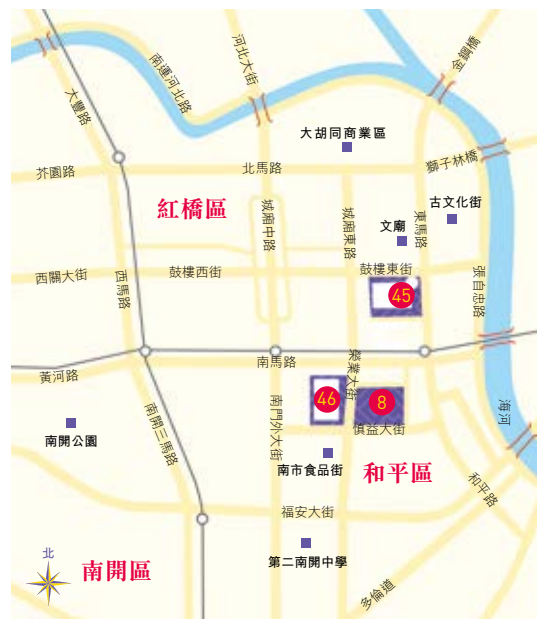 金鋼橋
河北大街
南運河北路
大豐路
大胡同商業區
獅子林橋
北馬路
芥園路
古文化街
紅橋區
城廂中路
城廂東路
文廟
東馬路
西關大街
西馬路
鼓樓西街
鼓樓東街
張自忠路
45
南馬路
榮業大街
黃河路
46
8
海河
南開三馬路
南門外大街
慎益大街
南開公園
南市食品街
和平區
和平路
福安大街
北
南開區
第二南開中學
多倫道